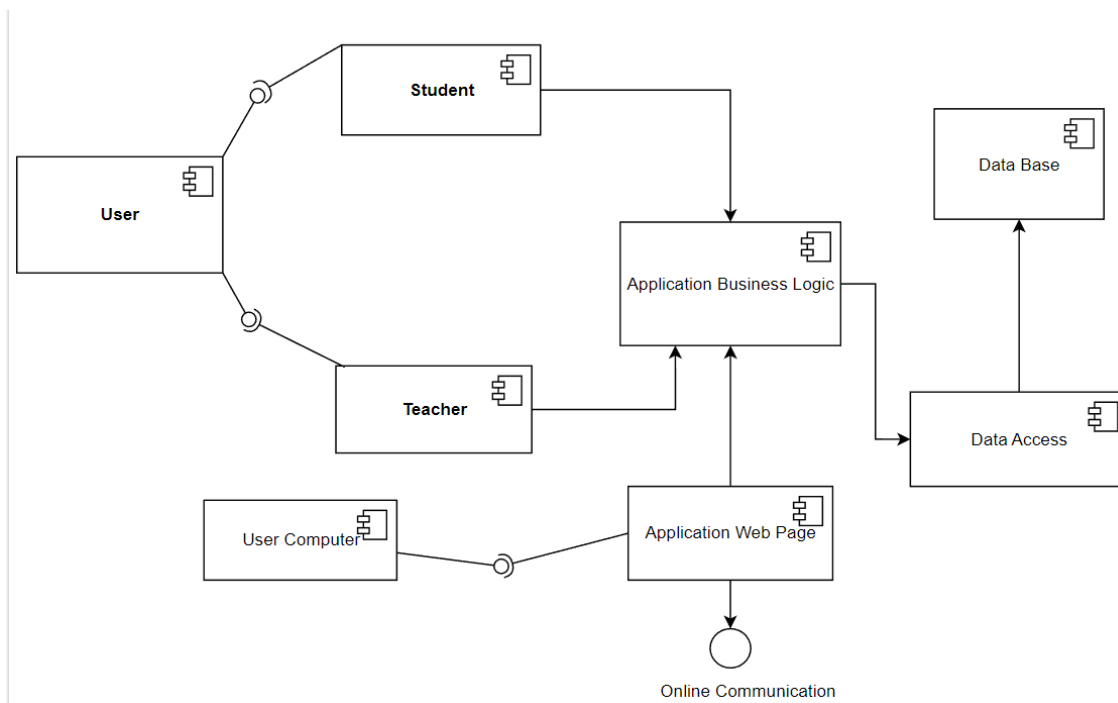 Student
Data Base
User
Application Business Logic
Teacher
Data Access
User Computer
Application Web Page
Online Communication